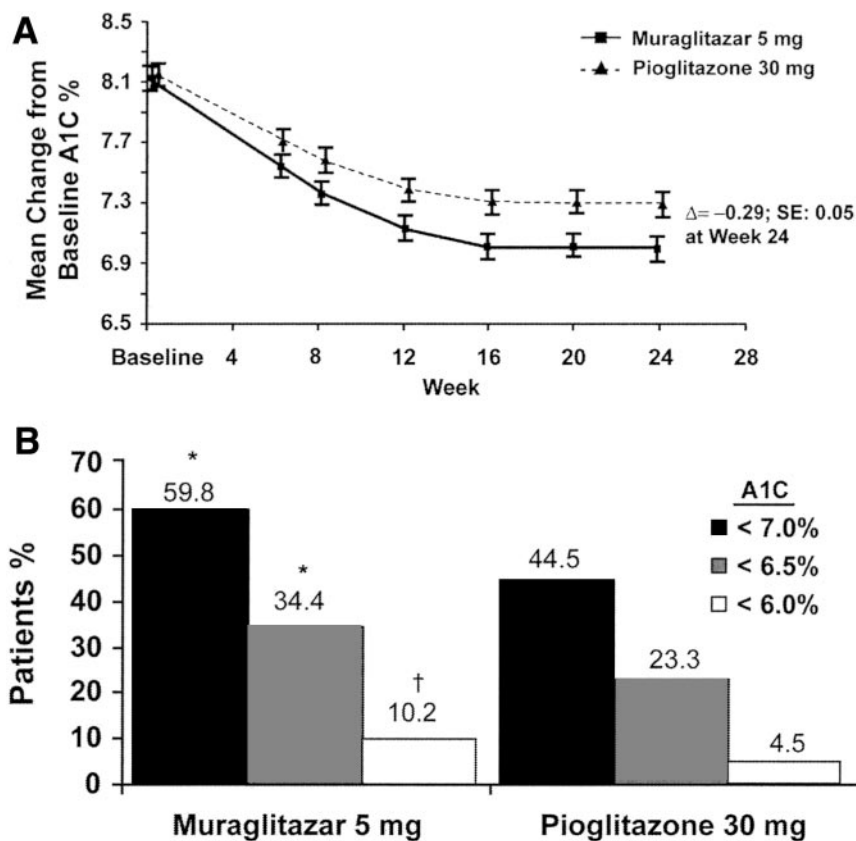 A
Mean Change from
Baseline A1C %
8.5
8.1
7.7
7.3
6.9
6.5
Muraglitazar 5 mg
Pioglitazone 30 mg
Δ= –0.29; SE: 0.05
at Week 24
Baseline 4 8 12 16 20 24 28
Week
B
Patients %
70
60
50
40
30
20
10
0
*
59.8
*
34.4
†
10.2
44.5
23.3
4.5
A1C
< 7.0%
< 6.5%
< 6.0%
Muraglitazar 5 mg
Pioglitazone 30 mg